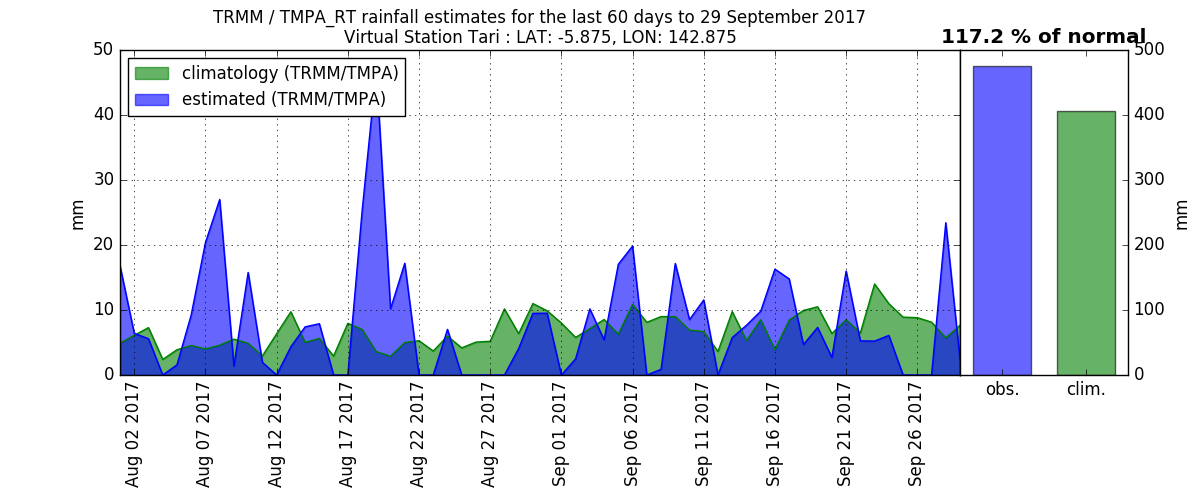 TRMM / TMPA_RT rainfall estimates for the last 60 days to 29 September 2017
Virtual Station Tari : LAT: -5.875, LON: 142.875
117.2 % of normal
climatology (TRMM/TMPA)
estimated (TRMM/TMPA)
mm
50
40
30
20
10
0
Aug 02 2017
Aug 07 2017
Aug 12 2017
Aug 17 2017
Aug 22 2017
Aug 27 2017
Sep 01 2017
Sep 06 2017
Sep 11 2017
Sep 16 2017
Sep 21 2017
Sep 26 2017
obs.
clim.
500
400
300
200
100
0
mm